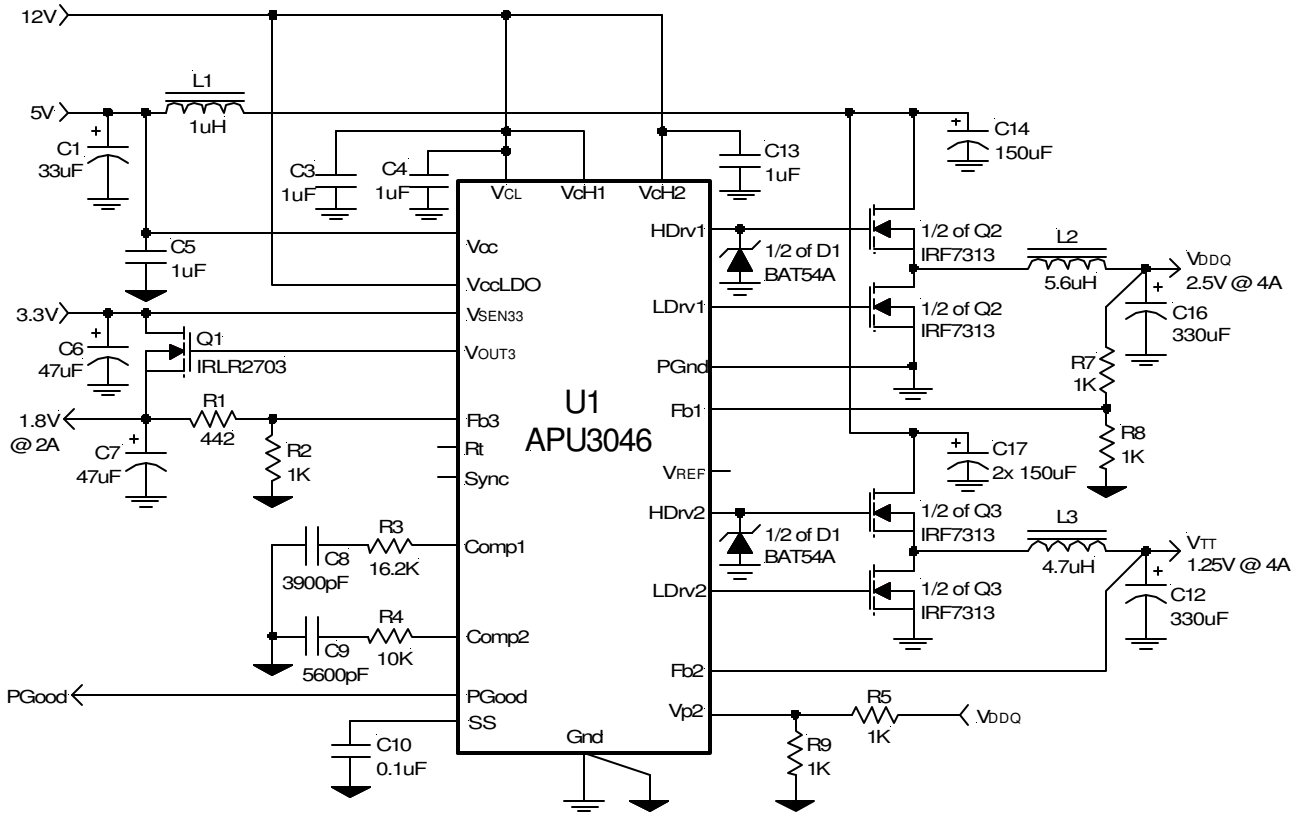 12V
5V
L1
1uH
C1
33uF
C3
1uF
C4
1uF
C13
1uF
C14
150uF
VCL
VcH1
VcH2
C5
1uF
Vcc
VccLDO
HDrv1
1/2 of D1
BAT54A
1/2 of Q2
IRF7313
L2
5.6uH
VDDQ
2.5V @ 4A
3.3V
VSEN33
LDrv1
1/2 of Q2
IRF7313
C16
330uF
C6
47uF
Q1
IRLR2703
VOUT3
PGnd
R7
1K
1.8V
@ 2A
R1
442
Fb3
U1
APU3046
Fb1
R8
1K
C7
47uF
R2
1K
Rt
Sync
VREF
C17
2x 150uF
HDrv2
1/2 of D1
BAT54A
1/2 of Q3
IRF7313
L3
4.7uH
VTT
1.25V @ 4A
C8
3900pF
R3
16.2K
Comp1
LDrv2
1/2 of Q3
IRF7313
C12
330uF
C9
5600pF
R4
10K
Comp2
Fb2
PGood
PGood
SS
Vp2
R5
1K
VDDQ
C10
0.1uF
Gnd
R9
1K